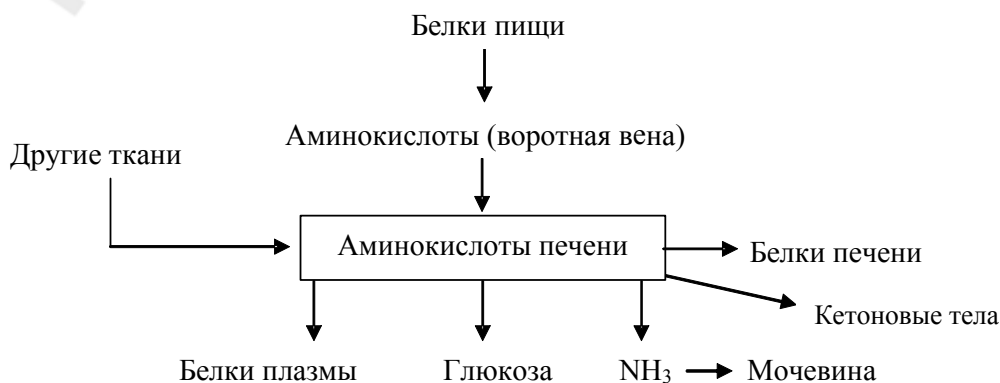 Белки пищи
Аминокислоты (воротная вена)
Другие ткани
Аминокислоты печени
Белки печени
Кетоновые тела
Белки плазмы
Глюкоза
NH₃
Мочевина